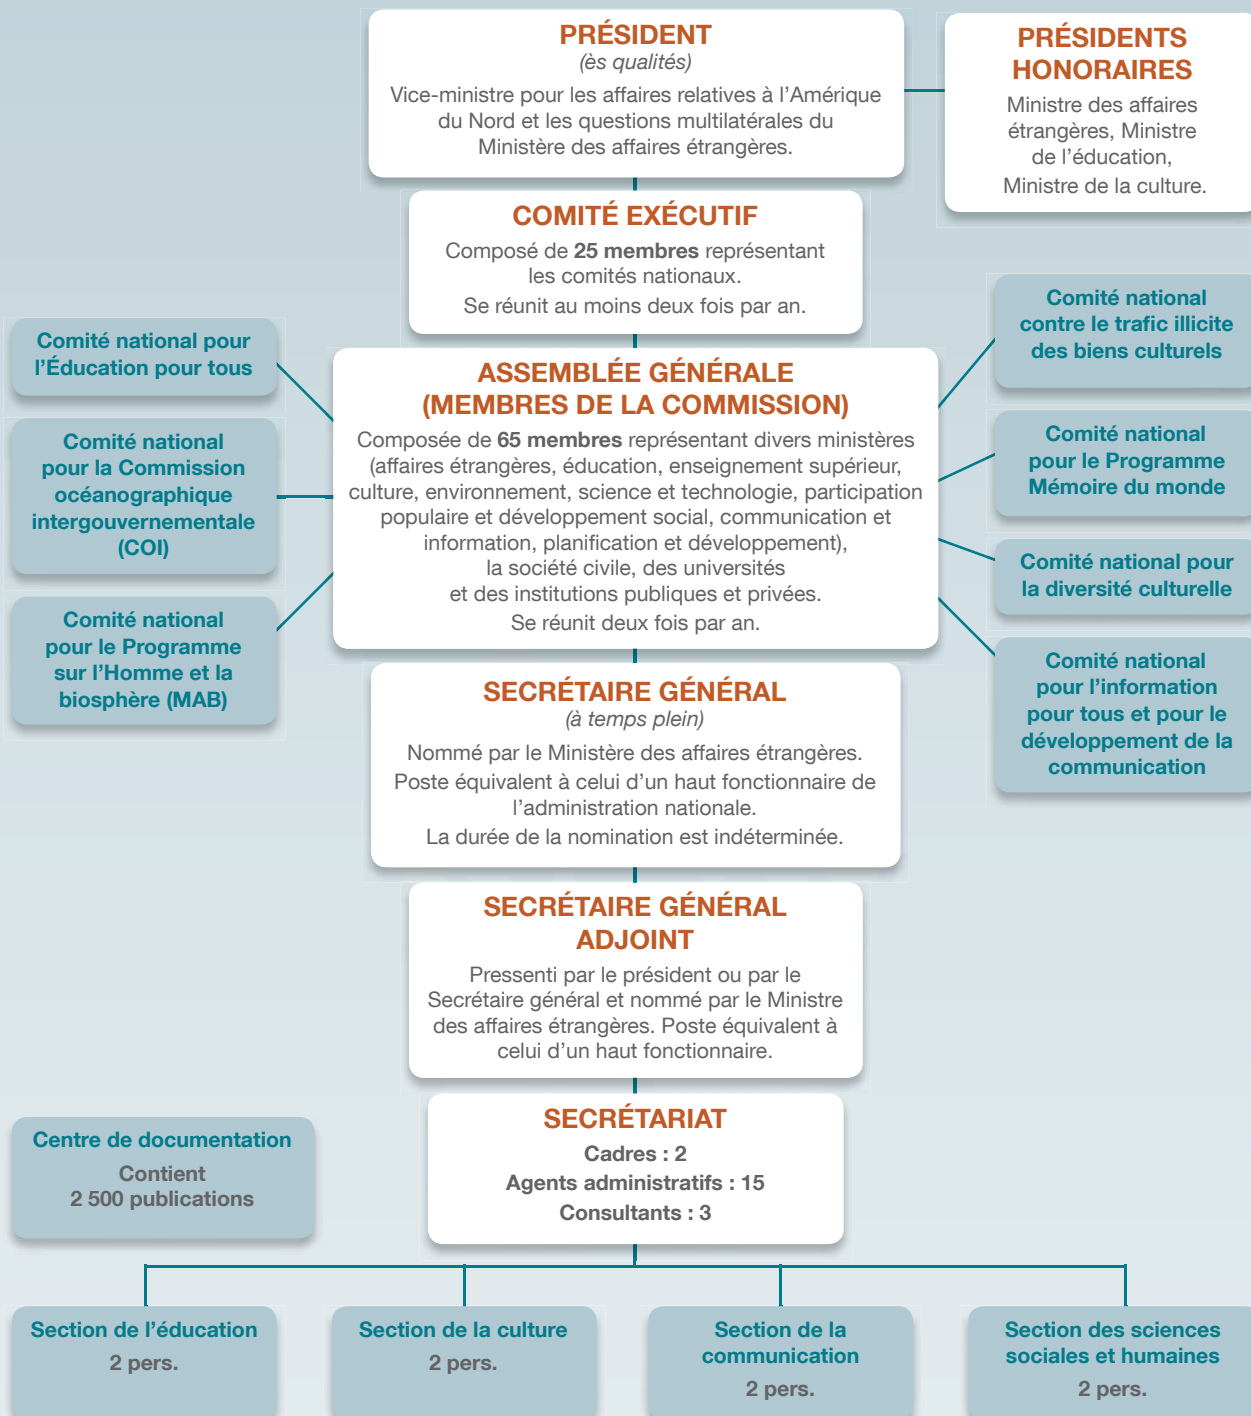 PRÉSIDENT
(ès qualités)
Vice-ministre pour les affaires relatives à l’Amérique
du Nord et les questions multilatérales du
Ministère des affaires étrangères.
PRÉSIDENTS
HONORAIRES
Ministre des affaires
étrangères, Ministre
de l’éducation,
Ministre de la culture.
COMITÉ EXÉCUTIF
Composé de 25 membres représentant
les comités nationaux.
Se réunit au moins deux fois par an.
Comité national pour
l’Éducation pour tous
Comité national
pour la Commission
océanographique
intergouvernementale
(COI)
Comité national
pour le Programme
sur l’Homme et la
biosphère (MAB)
ASSEMBLÉE GÉNÉRALE
(MEMBRES DE LA COMMISSION)
Composée de 65 membres représentant divers ministères
(affaires étrangères, éducation, enseignement supérieur,
culture, environnement, science et technologie, participation
populaire et développement social, communication et
information, planification et développement),
la société civile, des universités
et des institutions publiques et privées.
Se réunit deux fois par an.
Comité national
contre le trafic illicite
des biens culturels
Comité national
pour le Programme
Mémoire du monde
Comité national pour
la diversité culturelle
Comité national
pour l’information
pour tous et pour le
développement de la
communication
SECRÉTAIRE GÉNÉRAL
(à temps plein)
Nommé par le Ministère des affaires étrangères.
Poste équivalent à celui d’un haut fonctionnaire de
l’administration nationale.
La durée de la nomination est indéterminée.
SECRÉTAIRE GÉNÉRAL
ADJOINT
Pressenti par le président ou par le
Secrétaire général et nommé par le Ministre
des affaires étrangères. Poste équivalent à
celui d’un haut fonctionnaire.
SECRÉTARIAT
Cadres : 2
Agents administratifs : 15
Consultants : 3
Centre de documentation
Contient
2 500 publications
Section de l’éducation
2 pers.
Section de la culture
2 pers.
Section de la
communication
2 pers.
Section des sciences
sociales et humaines
2 pers.